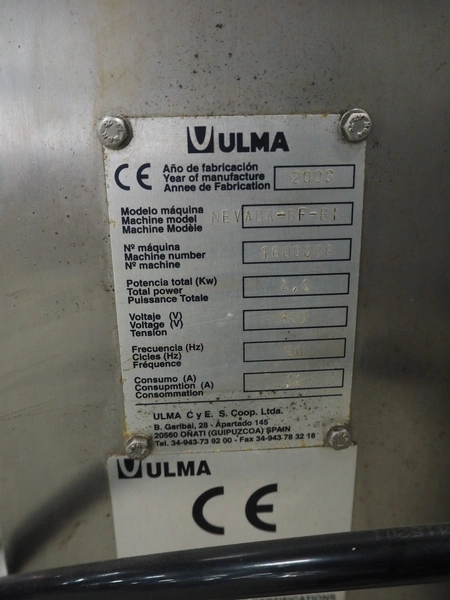 ULMA
CE
Año de fabricación
Year of manufacture
Annee de Fabrication
Modelo máquina
Machine model
Machine Modèle
Nº máquina
Machine number
Nº machine
Potencia total (Kw)
Total power
Puissance Totale
Voltaje (V)
Voltage (V)
Tension
Frecuencia (Hz)
Cicles (Hz)
Fréquence
Consumo (A)
Consumption (A)
Consommation
ULMA C y E S. Coop. Ltda.
B. Garibai, 28 - Apartado 145
20560 OÑATI (GUIPUZCOA) SPAIN
Tel. 34-943-73 92 00 - Fax 34-943 78 32 18
ULMA
CE